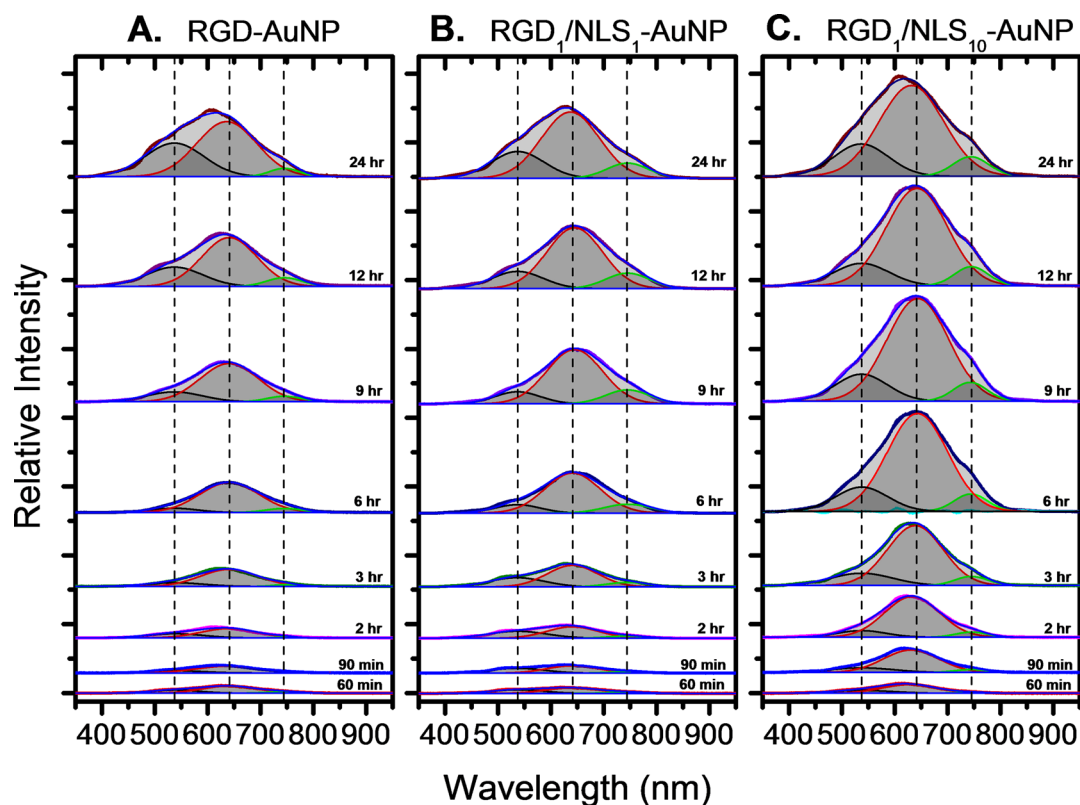 A. RGD-AuNP
B. RGD1/NLS1-AuNP
C. RGD1/NLS10-AuNP
Relative Intensity
24 hr
12 hr
9 hr
6 hr
3 hr
2 hr
90 min
60 min
24 hr
12 hr
9 hr
6 hr
3 hr
2 hr
90 min
60 min
24 hr
12 hr
9 hr
6 hr
3 hr
2 hr
90 min
60 min
400 500 600 700 800 900
400 500 600 700 800 900
400 500 600 700 800 900
Wavelength (nm)